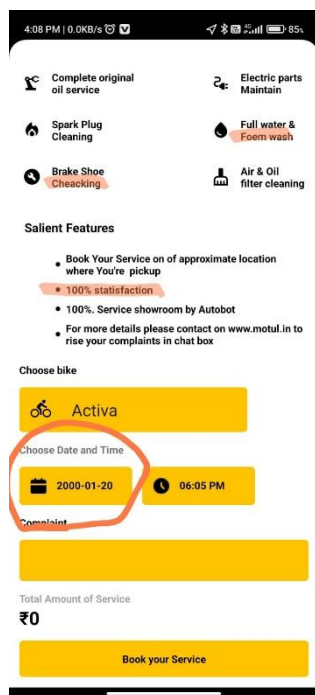 4:08 PM | 0.0KB/s
85%
Complete original
oil service
Electric parts
Maintain
Spark Plug
Cleaning
Full water &
Foem wash
Brake Shoe
Cheacking
Air & Oil
filter cleaning
Salient Features
• Book Your Service on of approximate location
where You're pickup
• 100% statisfaction
• 100%. Service showroom by Autobot
• For more details please contact on www.motul.in to
rise your complaints in chat box
Choose bike
Activa
Choose Date and Time
2000-01-20
06:05 PM
Complaint
Total Amount of Service
₹0
Book your Service